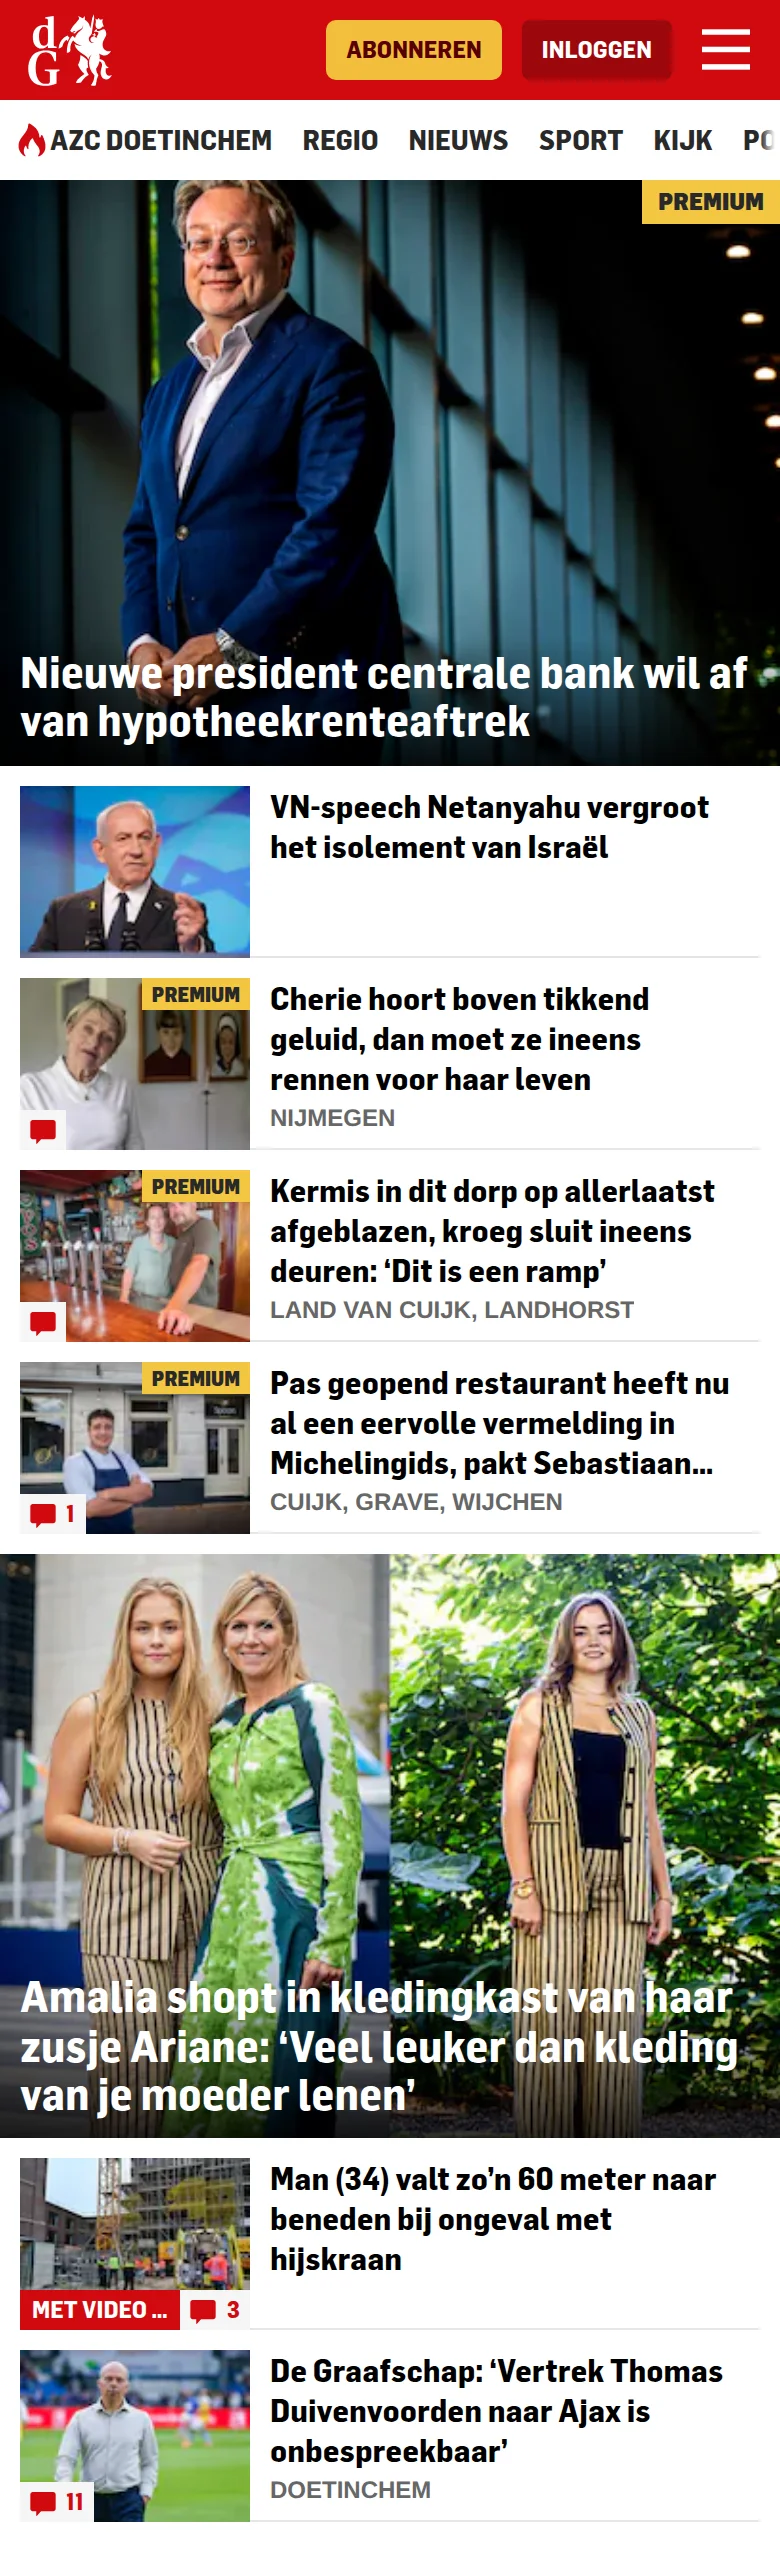 dG
ABONNEREN
INLOGGEN
AZC DOETINCHEM REGIO NIEUWS SPORT KIJK PO
PREMIUM
Nieuwe president centrale bank wil af
van hypotheekrenteaftrek
VN-speech Netanyahu vergroot
het isolement van Israël
PREMIUM
Cherie hoort boven tikkend
geluid, dan moet ze ineens
rennen voor haar leven
NIJMEGEN
PREMIUM
Kermis in dit dorp op allerlaatst
afgeblazen, kroeg sluit ineens
deuren: ‘Dit is een ramp’
LAND VAN CUIJK, LANDHORST
PREMIUM
1
Pas geopend restaurant heeft nu
al een eervolle vermelding in
Michelingids, pakt Sebastiaan...
CUIJK, GRAVE, WIJCHEN
Amalia shopt in kledingkast van haar
zusje Ariane: ‘Veel leuker dan kleding
van je moeder lenen’
MET VIDEO ...
3
Man (34) valt zo’n 60 meter naar
beneden bij ongeval met
hijskraan
11
De Graafschap: ‘Vertrek Thomas
Duivenvoorden naar Ajax is
onbespreekbaar’
DOETINCHEM